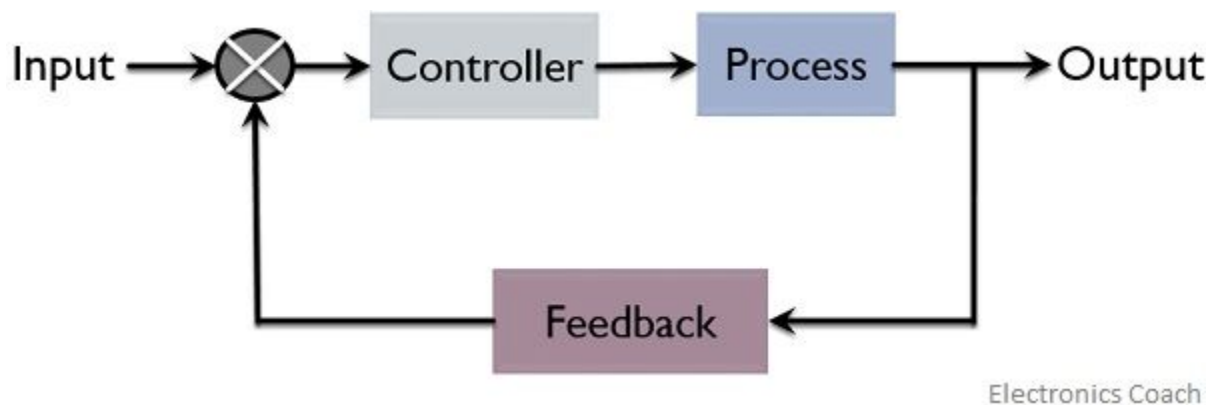 Input
Controller
Process
Output
Feedback
Electronics Coach